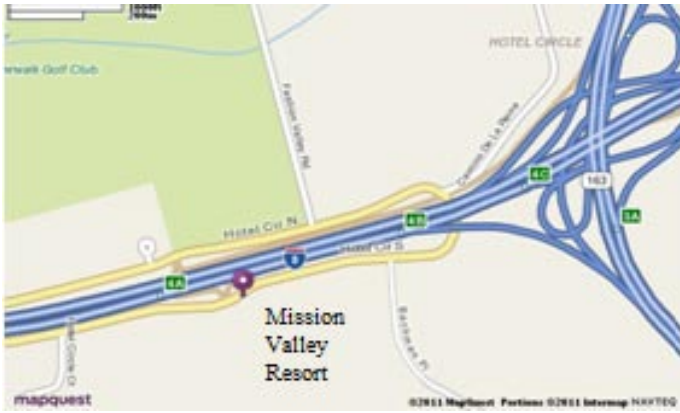 HOTEL CIRCLE
Golf Club
Fashion Valley Rd
Camino De La Reina
4C
163
Hotel Cir N
4B
3A
8
Hotel Cir S
4A
Bachman Pl
Mission
Valley
Resort
Hotel Circle Ct
mapquest
©2011 MapQuest Portions ©2011 Intermap NAVTEQ